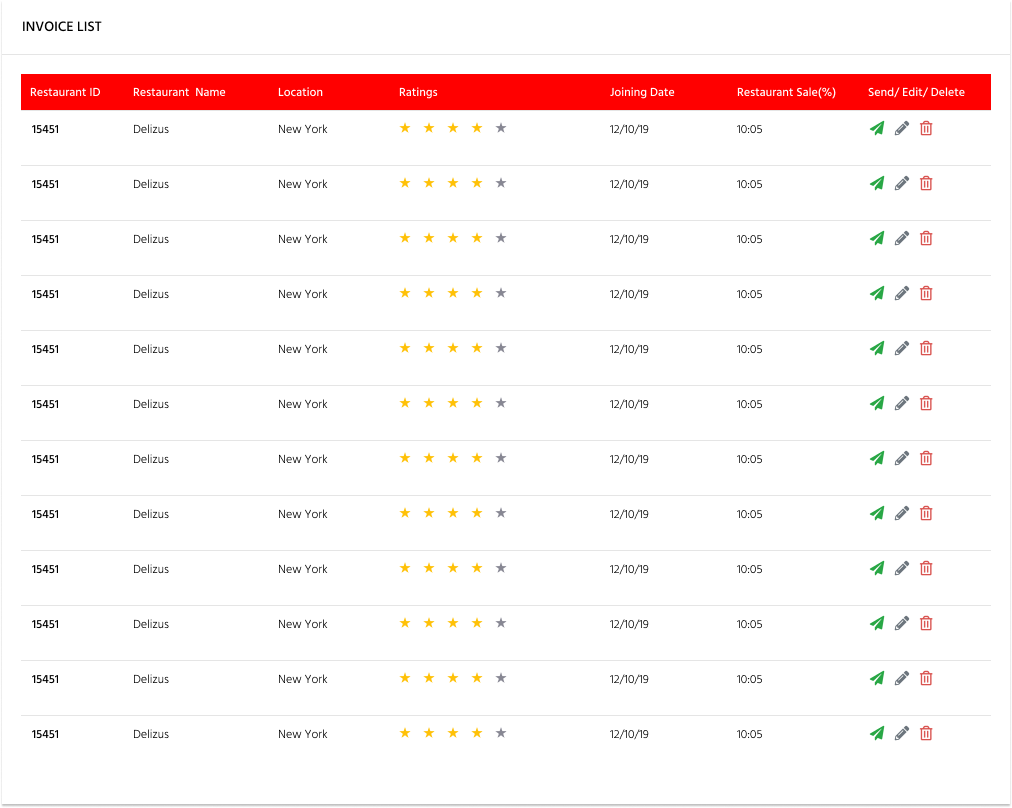 INVOICE LIST
Restaurant ID Restaurant Name Location Ratings Joining Date Restaurant Sale(%) Send/ Edit/ Delete
15451 Delizus New York 12/10/19 10:05
15451 Delizus New York 12/10/19 10:05
15451 Delizus New York 12/10/19 10:05
15451 Delizus New York 12/10/19 10:05
15451 Delizus New York 12/10/19 10:05
15451 Delizus New York 12/10/19 10:05
15451 Delizus New York 12/10/19 10:05
15451 Delizus New York 12/10/19 10:05
15451 Delizus New York 12/10/19 10:05
15451 Delizus New York 12/10/19 10:05
15451 Delizus New York 12/10/19 10:05
15451 Delizus New York 12/10/19 10:05